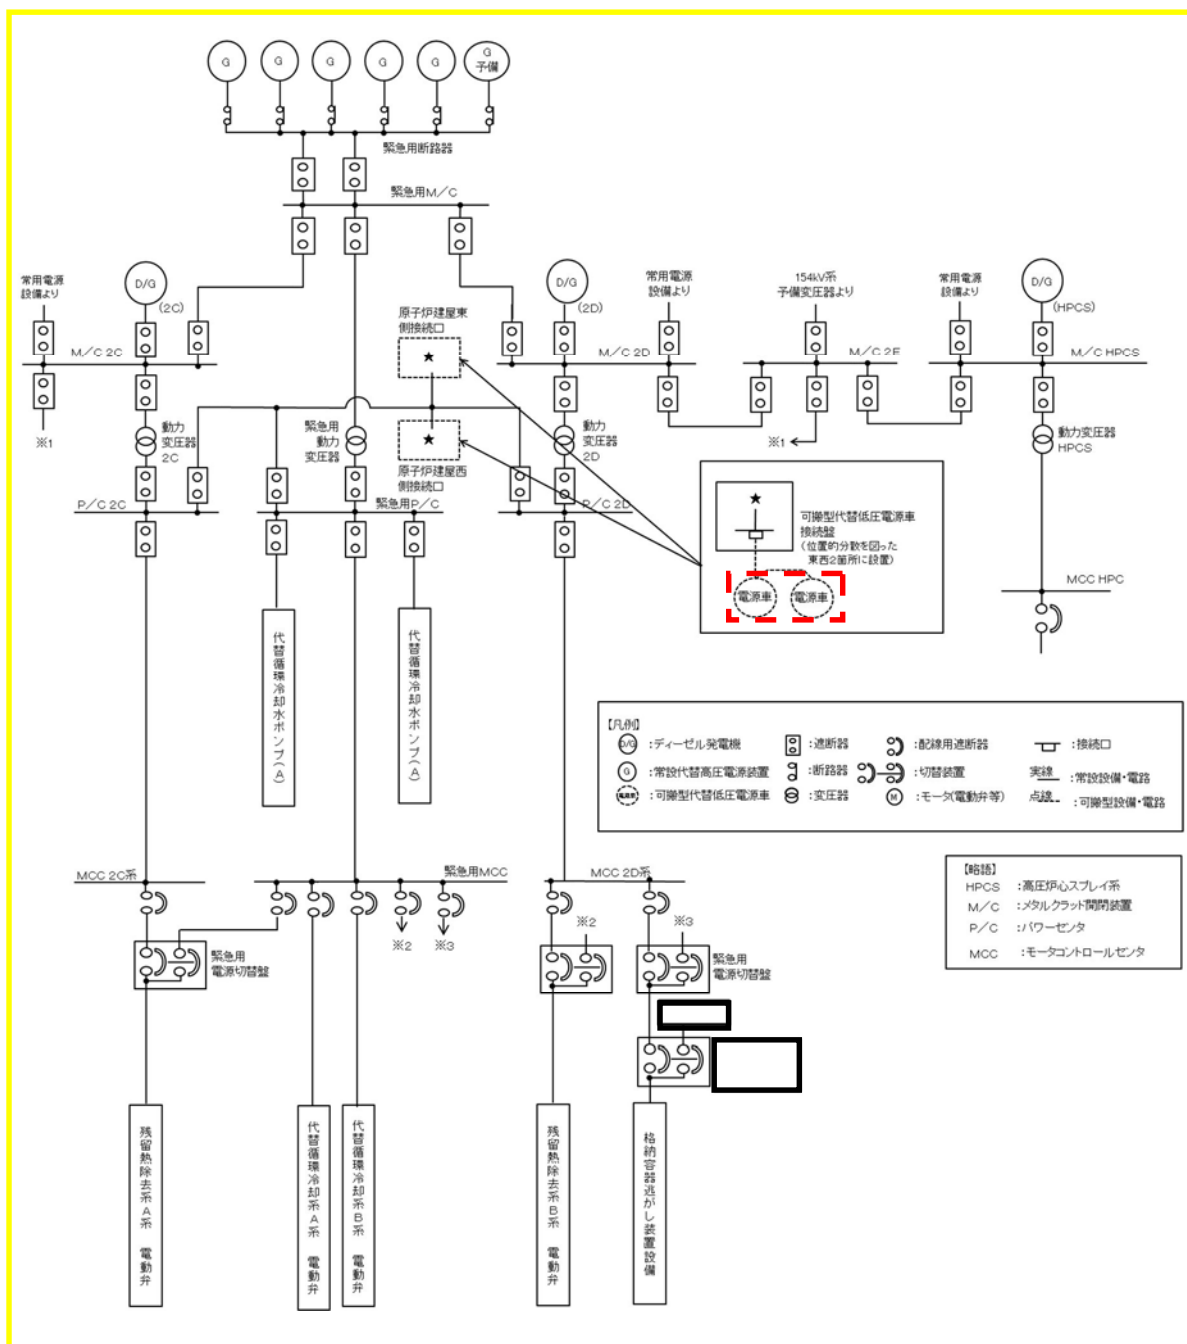 G
G
G
G
G
G
予備
緊急用断路器
緊急用M/C
常用電源
設備より
D/G
(2C)
M/C 2C
※1
動力
変圧器
2C
P/C 2C
緊急用
動力
変圧器
緊急用P/C
原子炉建屋東
側接続口
★
★
原子炉建屋西
側接続口
D/G
(2D)
M/C 2D
動力
変圧器
2D
P/C 2D
常用電源
設備より
154kV系
予備変圧器より
M/C 2E
※1
常用電源
設備より
D/G
(HPCS)
M/C HPCS
動力変圧器
HPCS
MCC HPC
★
可搬型代替低圧電源車
接続盤
(位置的分散を図った
東西2箇所に設置)
電源車
電源車
代替循環冷却水ポンプ(A)
代替循環冷却水ポンプ(A)
【凡例】
D/G :ディーゼル発電機
:遮断器
:配線用遮断器
:接続口
G :常設代替高圧電源装置
:断路器
:切替装置
実線 :常設設備・電路
電源車 :可搬型代替低圧電源車
:変圧器
M :モータ(電動弁等)
点線 :可搬型設備・電路
【略語】
HPCS :高圧炉心スプレイ系
M/C :メタルクラッド開閉装置
P/C :パワーセンタ
MCC :モータコントロールセンタ
MCC 2C系
緊急用MCC
※2
※3
緊急用
電源切替盤
MCC 2D系
※2
※3
緊急用
電源切替盤
残留熱除去系A系 電動弁
代替循環冷却系A系 電動弁
代替循環冷却系B系 電動弁
残留熱除去系B系 電動弁
格納容器逃がし装置設備